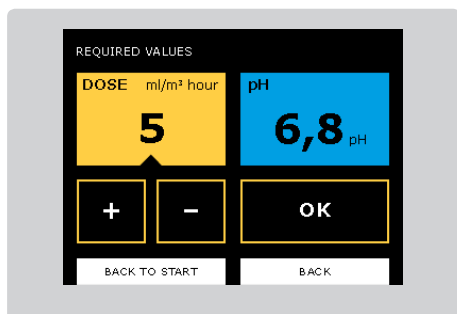 REQUIRED VALUES
DOSE ml/m³ hour
pH
5
6,8 pH
+
−
OK
BACK TO START
BACK